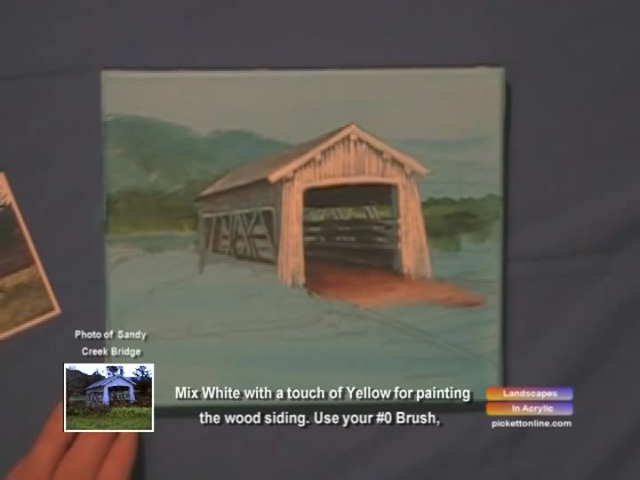 Photo of Sandy
Creek Bridge
Mix White with a touch of Yellow for painting
the wood siding. Use your #0 Brush,
Landscapes
In Acrylic
pickettonline.com